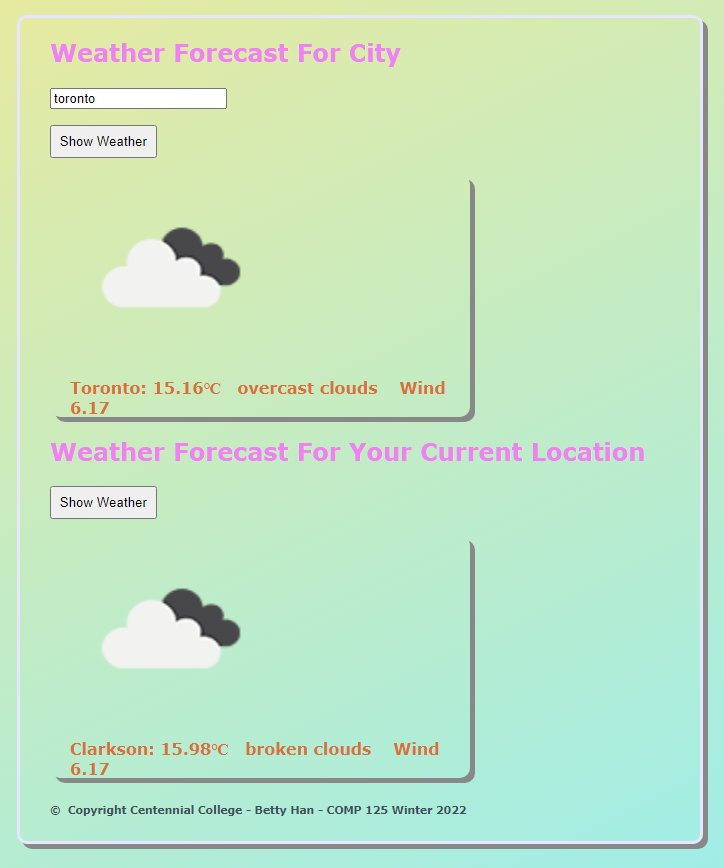 Weather Forecast For City
toronto
Show Weather
Toronto: 15.16℃ overcast clouds Wind
6.17
Weather Forecast For Your Current Location
Show Weather
Clarkson: 15.98℃ broken clouds Wind
6.17
© Copyright Centennial College - Betty Han - COMP 125 Winter 2022